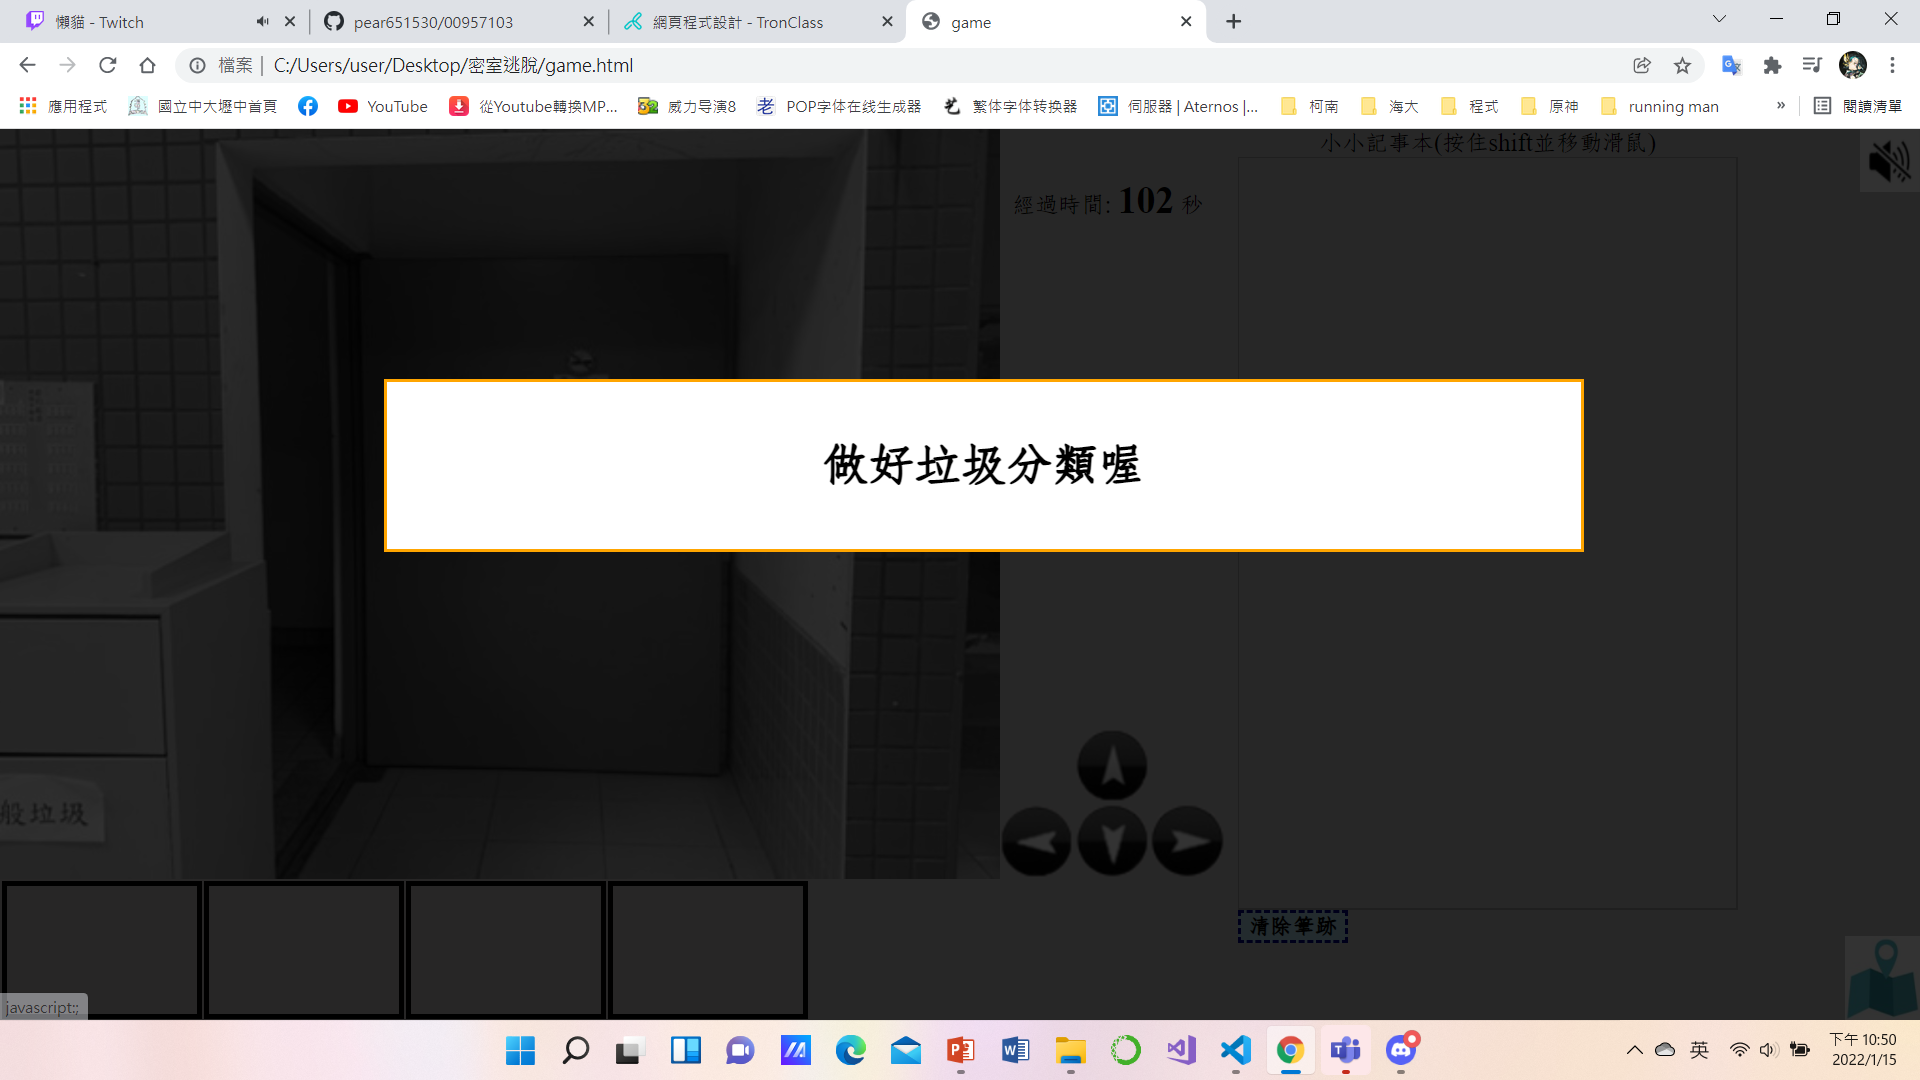 懶貓 - Twitch
pear651530/00957103
網頁程式設計 - TronClass
game
檔案 | C:/Users/user/Desktop/密室逃脫/game.html
應用程式
國立中大壢中首頁
YouTube
從Youtube轉換MP...
威力导演8
POP字体在线生成器
繁体字体转换器
伺服器 | Aternos |...
柯南
海大
程式
原神
running man
»
閱讀清單
小小記事本(按住shift並移動滑鼠)
經過時間: 102 秒
做好垃圾分類喔
般垃圾
清除筆跡
javascript:;
英
下午 10:50
2022/1/15